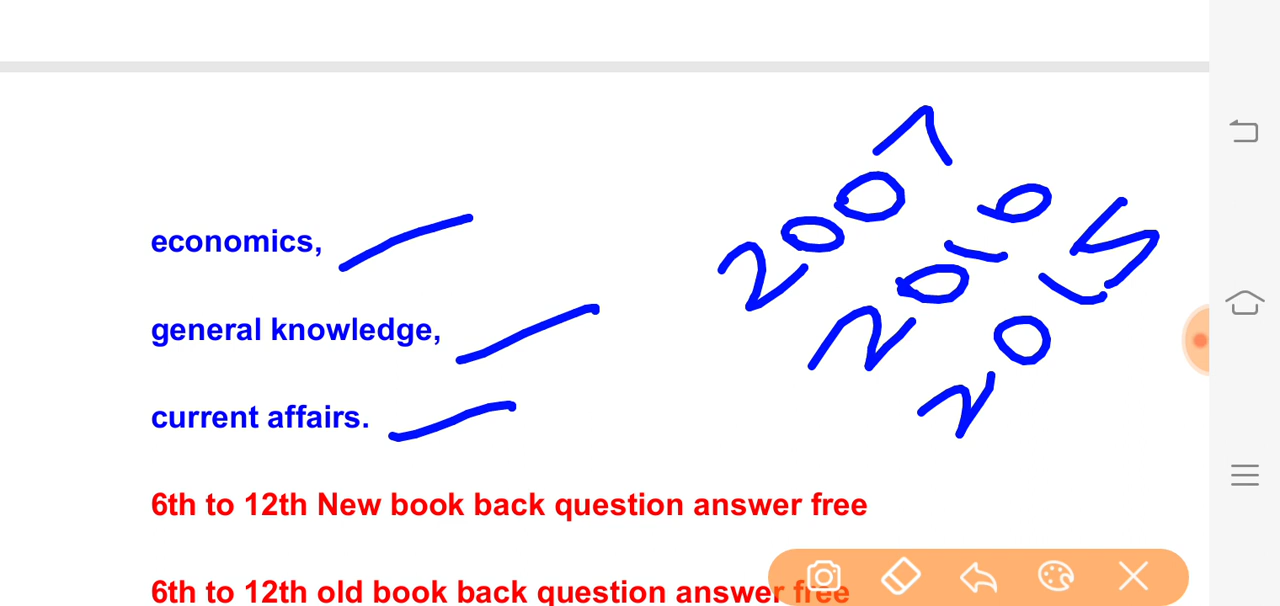 economics,
general knowledge,
current affairs.
2007
2016
2015
6th to 12th New book back question answer free
6th to 12th old book back question answer free